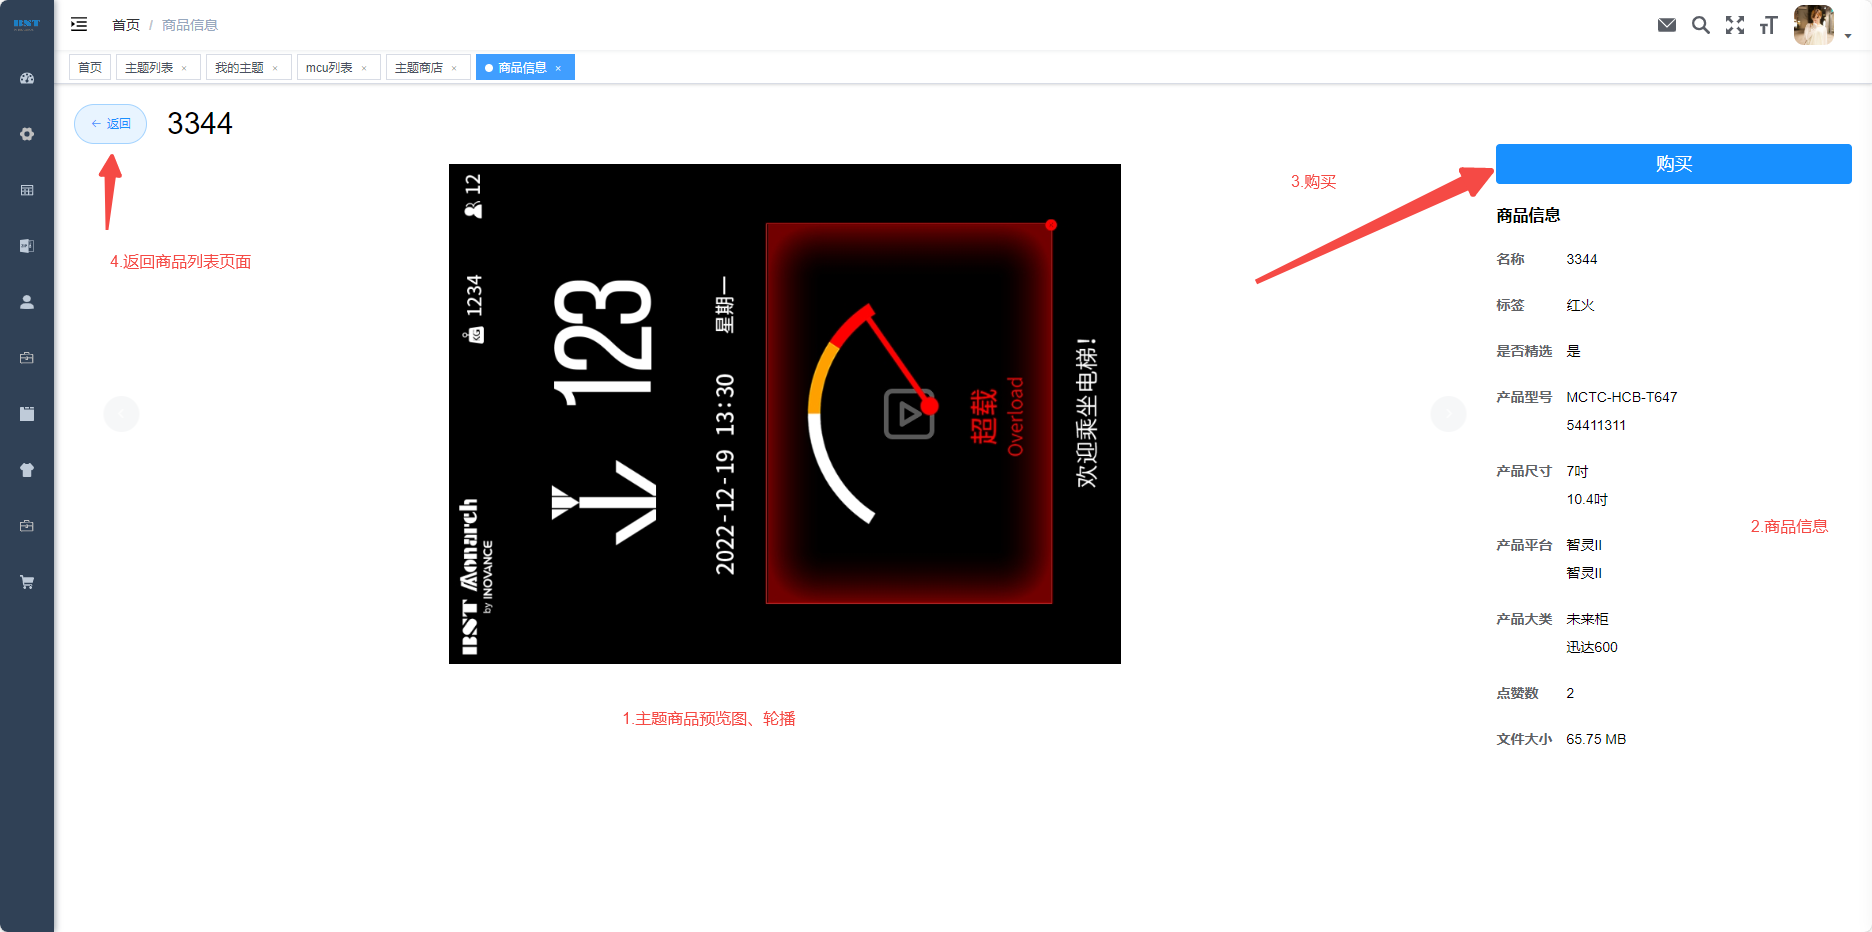 BST
首页 / 商品信息
首页
主题列表 ×
我的主题 ×
mcu列表 ×
主题商店 ×
商品信息 ×
← 返回
3344
4.返回商品列表页面
12
1234
KG
123
BST Monarch
by INOVANCE
2022-12-19 13:30 星期一
超载
Overload
欢迎乘坐电梯!
1.主题商品预览图、轮播
3.购买
购买
商品信息
名称 3344
标签 红火
是否精选 是
产品型号 MCTC-HCB-T647
54411311
产品尺寸 7吋
10.4吋
2.商品信息
产品平台 智灵II
智灵II
产品大类 未来柜
迅达600
点赞数 2
文件大小 65.75 MB